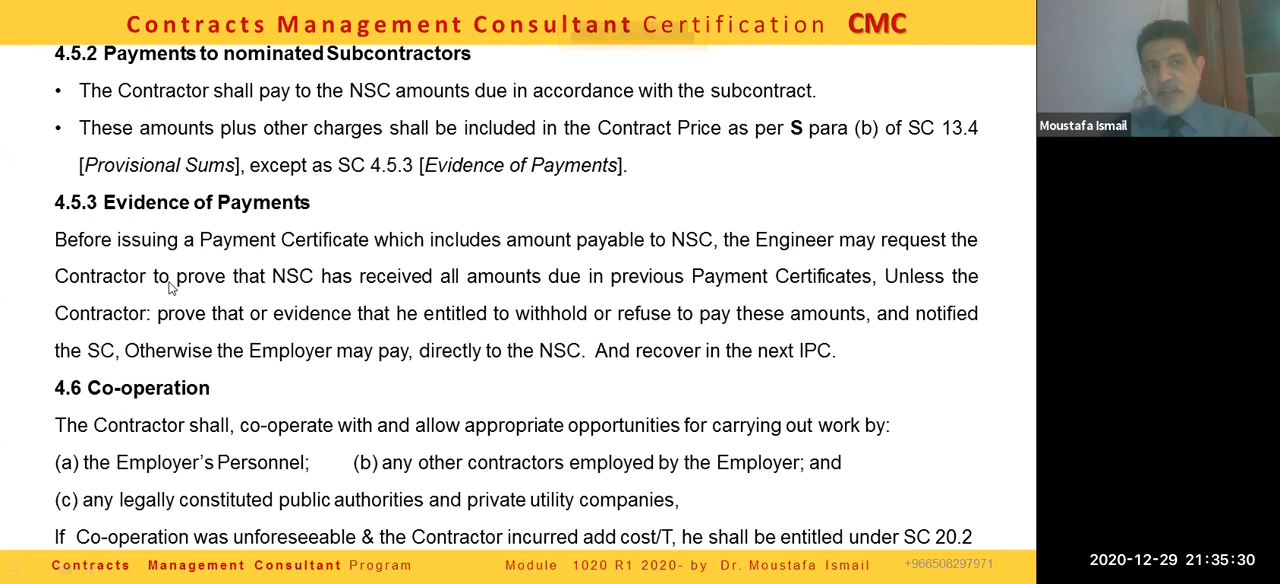 Contracts Management Consultant Certification CMC
4.5.2 Payments to nominated Subcontractors
• The Contractor shall pay to the NSC amounts due in accordance with the subcontract.
• These amounts plus other charges shall be included in the Contract Price as per S para (b) of SC 13.4
[Provisional Sums], except as SC 4.5.3 [Evidence of Payments].
4.5.3 Evidence of Payments
Before issuing a Payment Certificate which includes amount payable to NSC, the Engineer may request the
Contractor to prove that NSC has received all amounts due in previous Payment Certificates, Unless the
Contractor: prove that or evidence that he entitled to withhold or refuse to pay these amounts, and notified
the SC, Otherwise the Employer may pay, directly to the NSC. And recover in the next IPC.
4.6 Co-operation
The Contractor shall, co-operate with and allow appropriate opportunities for carrying out work by:
(a) the Employer's Personnel; (b) any other contractors employed by the Employer; and
(c) any legally constituted public authorities and private utility companies,
If Co-operation was unforeseeable & the Contractor incurred add cost/T, he shall be entitled under SC 20.2
Contracts Management Consultant Program Module 1020 R1 2020- by Dr. Moustafa Ismail +966508297971
Moustafa Ismail
2020-12-29 21:35:30